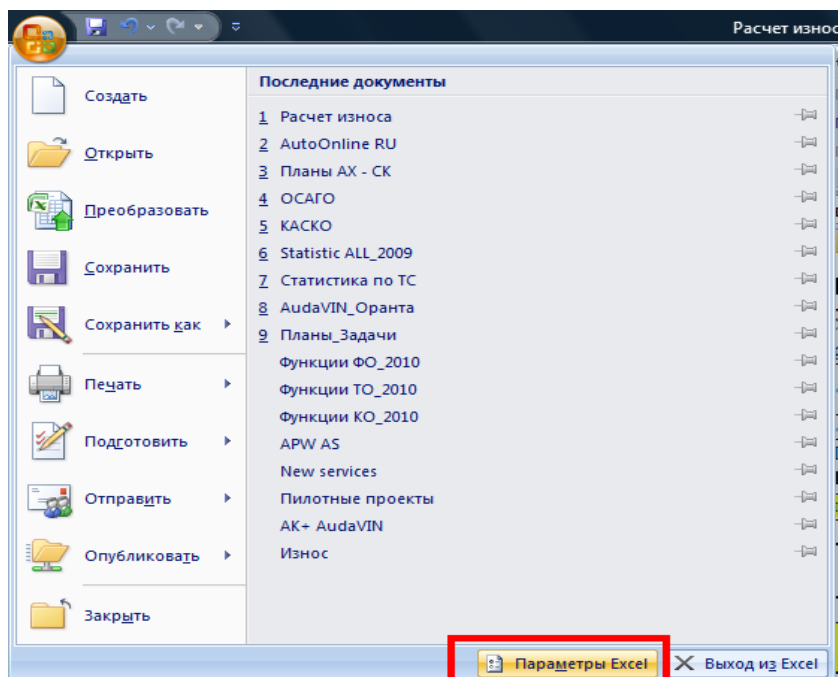 Расчет износ
Создать
Открыть
Преобразовать
Сохранить
Сохранить как
Печать
Подготовить
Отправить
Опубликовать
Закрыть
Последние документы
1 Расчет износа
2 AutoOnline RU
3 Планы АХ - СК
4 ОСАГО
5 КАСКО
6 Statistic ALL_2009
7 Статистика по ТС
8 AudaVIN_Оранта
9 Планы_Задачи
Функции ФО_2010
Функции ТО_2010
Функции КО_2010
APW AS
New services
Пилотные проекты
АК+ AudaVIN
Износ
Параметры Excel
Выход из Excel